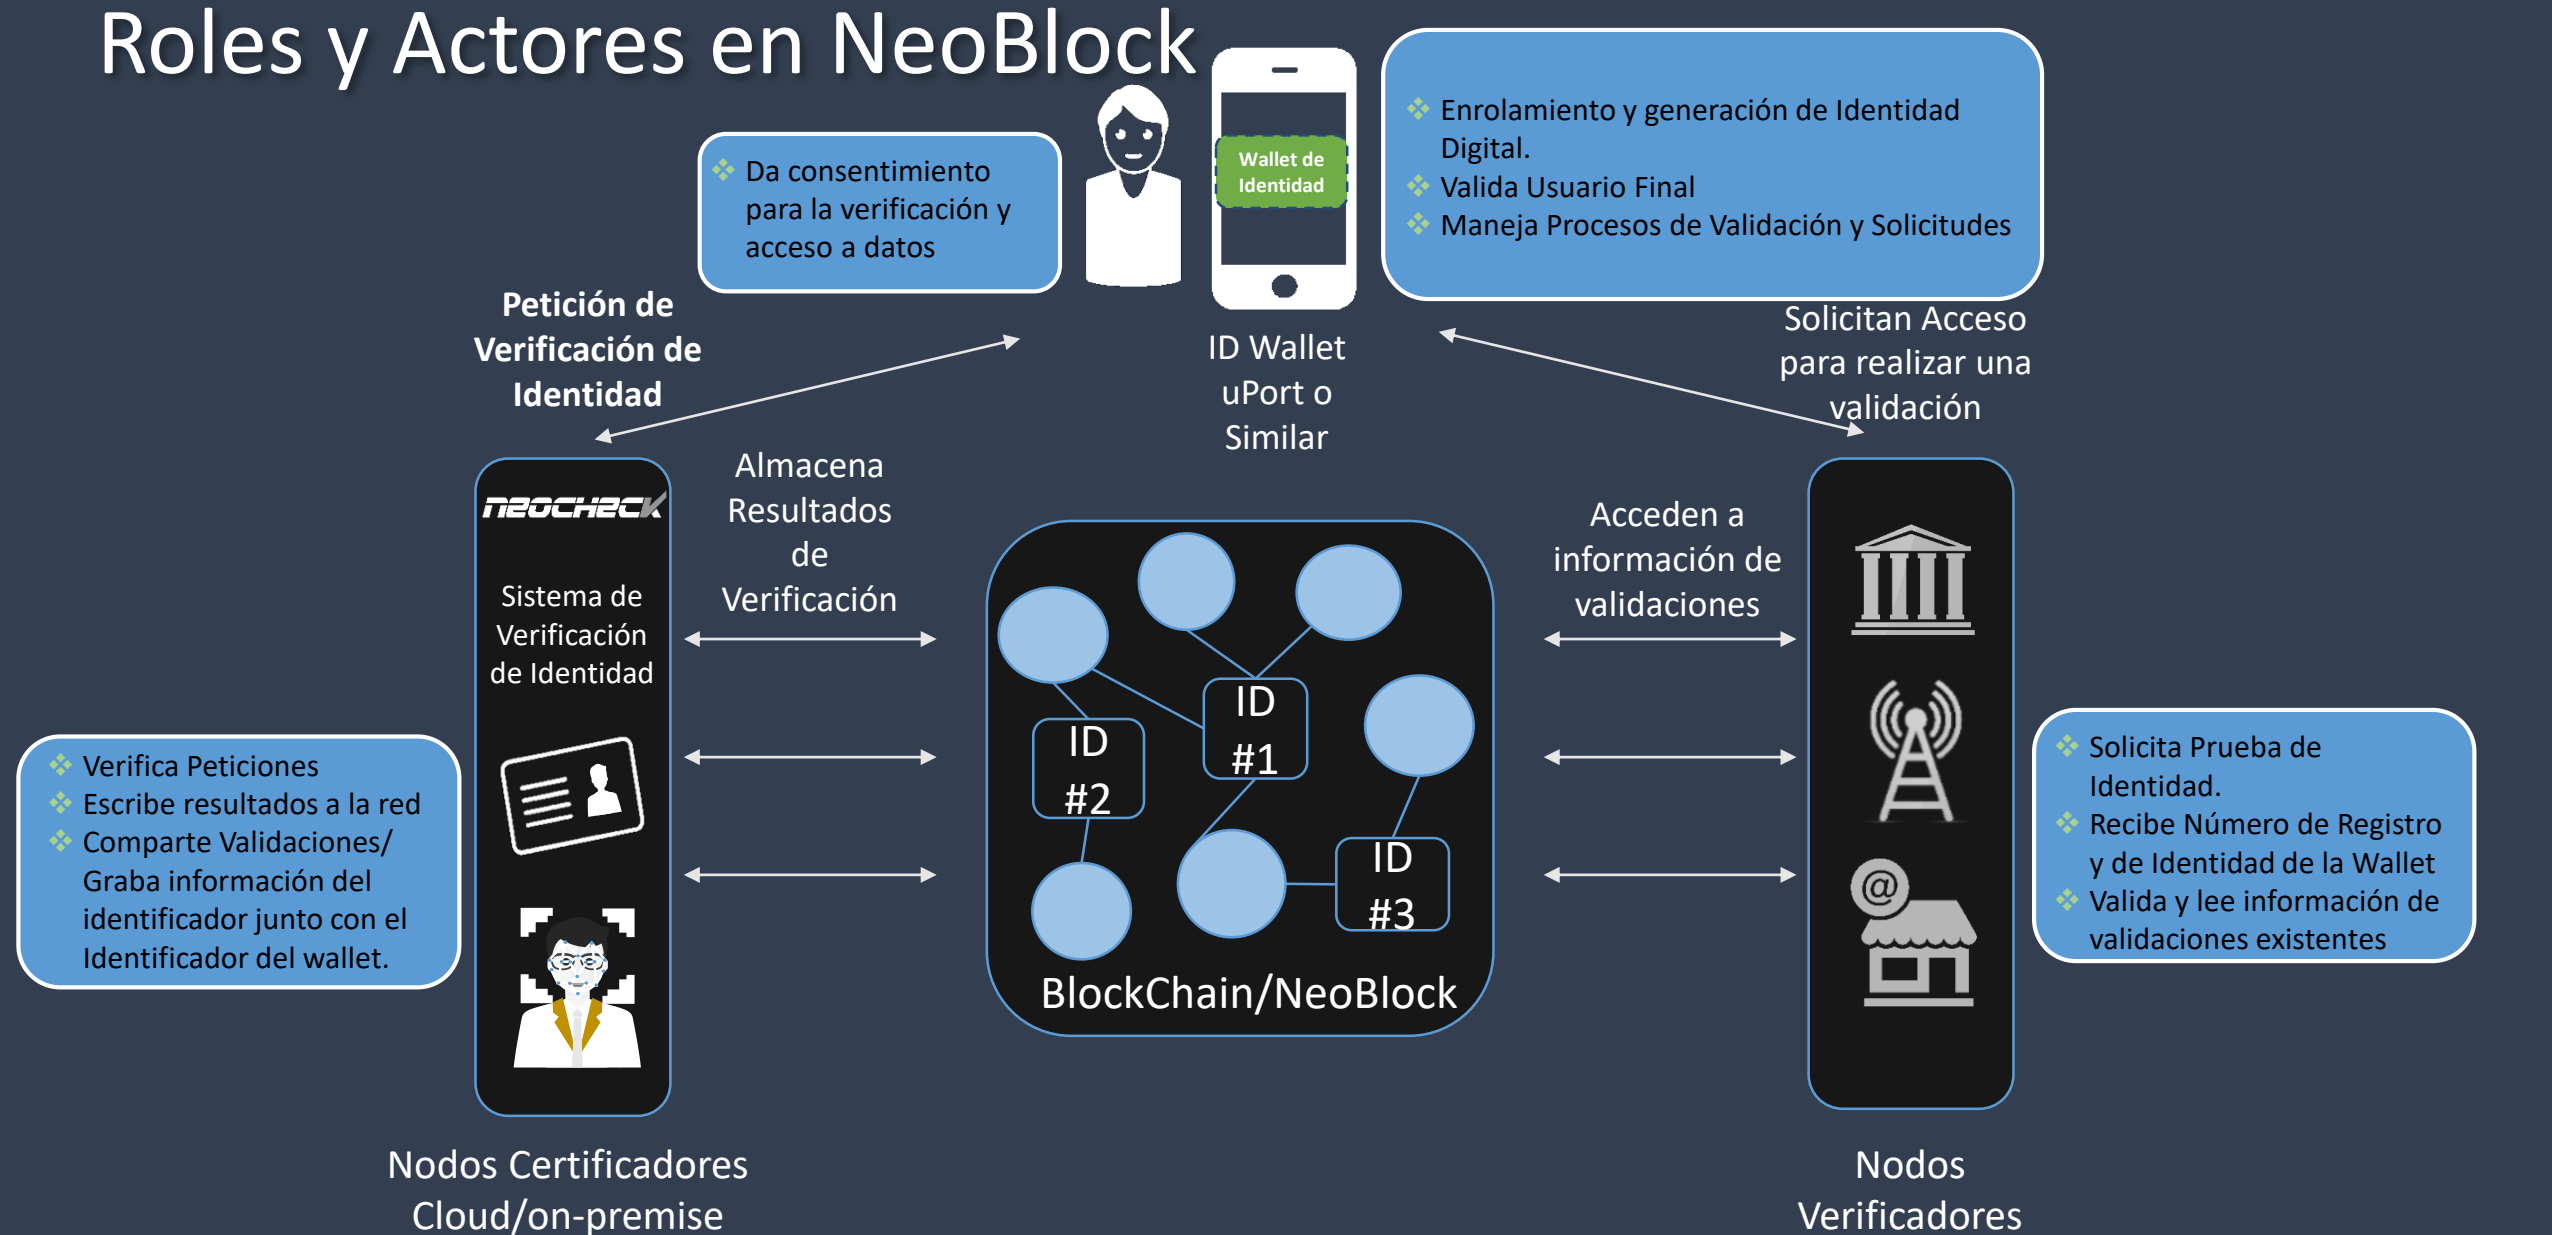 Roles y Actores en NeoBlock
Da consentimiento
para la verificación y
acceso a datos
Wallet de
Identidad
Enrolamiento y generación de Identidad
Digital.
Valida Usuario Final
Maneja Procesos de Validación y Solicitudes
Petición de
Verificación de
Identidad
ID Wallet
uPort o
Similar
Solicitan Acceso
para realizar una
validación
NEOCHECK
Sistema de
Verificación
de Identidad
Almacena
Resultados
de
Verificación
Acceden a
información de
validaciones
ID
#1
ID
#2
ID
#3
BlockChain/NeoBlock
@
Verifica Peticiones
Escribe resultados a la red
Comparte Validaciones/
Graba información del
identificador junto con el
Identificador del wallet.
Solicita Prueba de
Identidad.
Recibe Número de Registro
y de Identidad de la Wallet
Valida y lee información de
validaciones existentes
Nodos Certificadores
Cloud/on-premise
Nodos
Verificadores